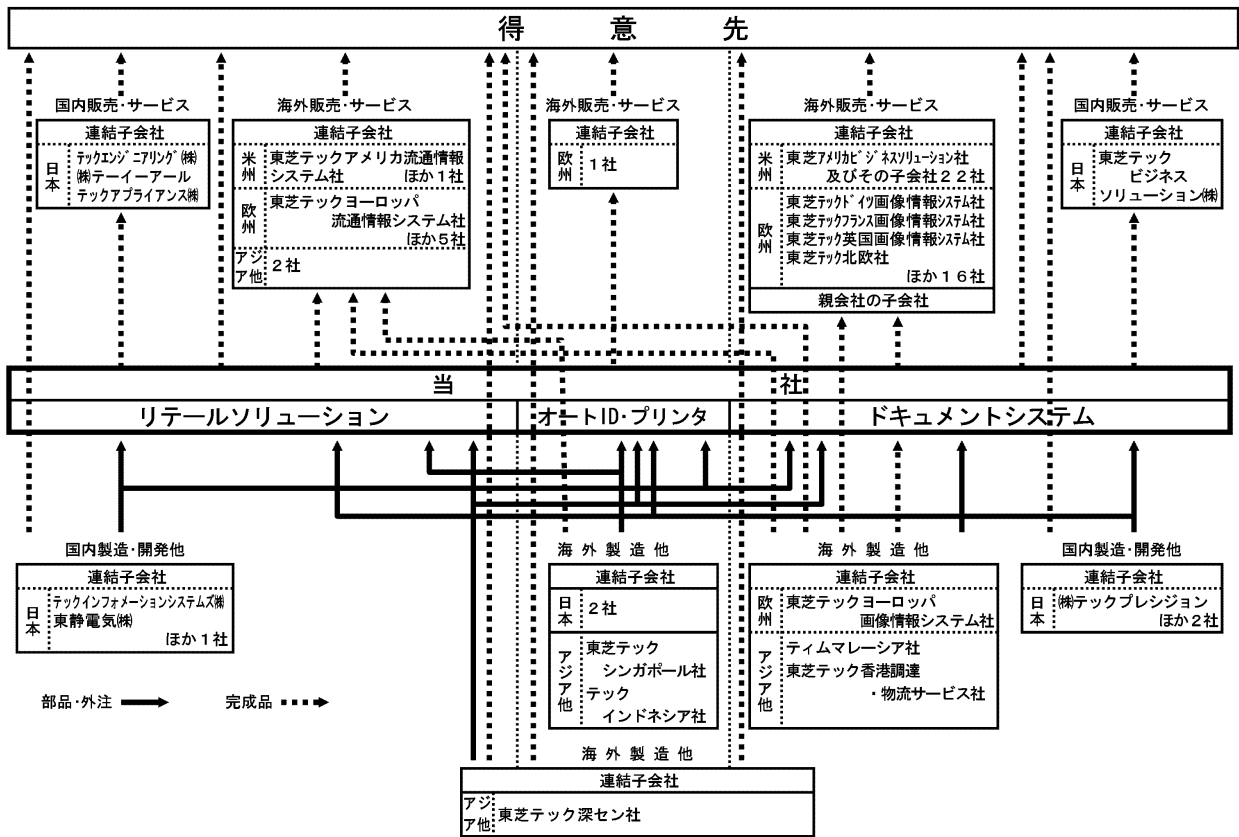 得意先
国内販売・サービス
連結子会社
日本
テックエンジニアリング㈱
㈱テーイーアール
テックアプライアンス㈱
海外販売・サービス
連結子会社
米州
東芝テックアメリカ流通情報
システム社 ほか1社
欧州
東芝テックヨーロッパ
流通情報システム社
ほか5社
アジア他
2社
海外販売・サービス
連結子会社
欧州
1社
海外販売・サービス
連結子会社
米州
東芝アメリカビジネスソリューション社
及びその子会社22社
欧州
東芝テックドイツ画像情報システム社
東芝テックフランス画像情報システム社
東芝テック英国画像情報システム社
東芝テック北欧社
ほか16社
親会社の子会社
国内販売・サービス
連結子会社
日本
東芝テック
ビジネス
ソリューション㈱
当社
リテールソリューション
オートID・プリンタ
ドキュメントシステム
国内製造・開発他
連結子会社
日本
テックインフォメーションシステムズ㈱
東静電気㈱
ほか1社
海外製造他
連結子会社
日本
2社
アジア他
東芝テック
シンガポール社
テック
インドネシア社
海外製造他
連結子会社
欧州
東芝テックヨーロッパ
画像情報システム社
アジア他
ティムマレーシア社
東芝テック香港調達
・物流サービス社
国内製造・開発他
連結子会社
日本
㈱テックプレシジョン
ほか2社
部品・外注
完成品
海外製造他
連結子会社
アジア他
東芝テック深セン社